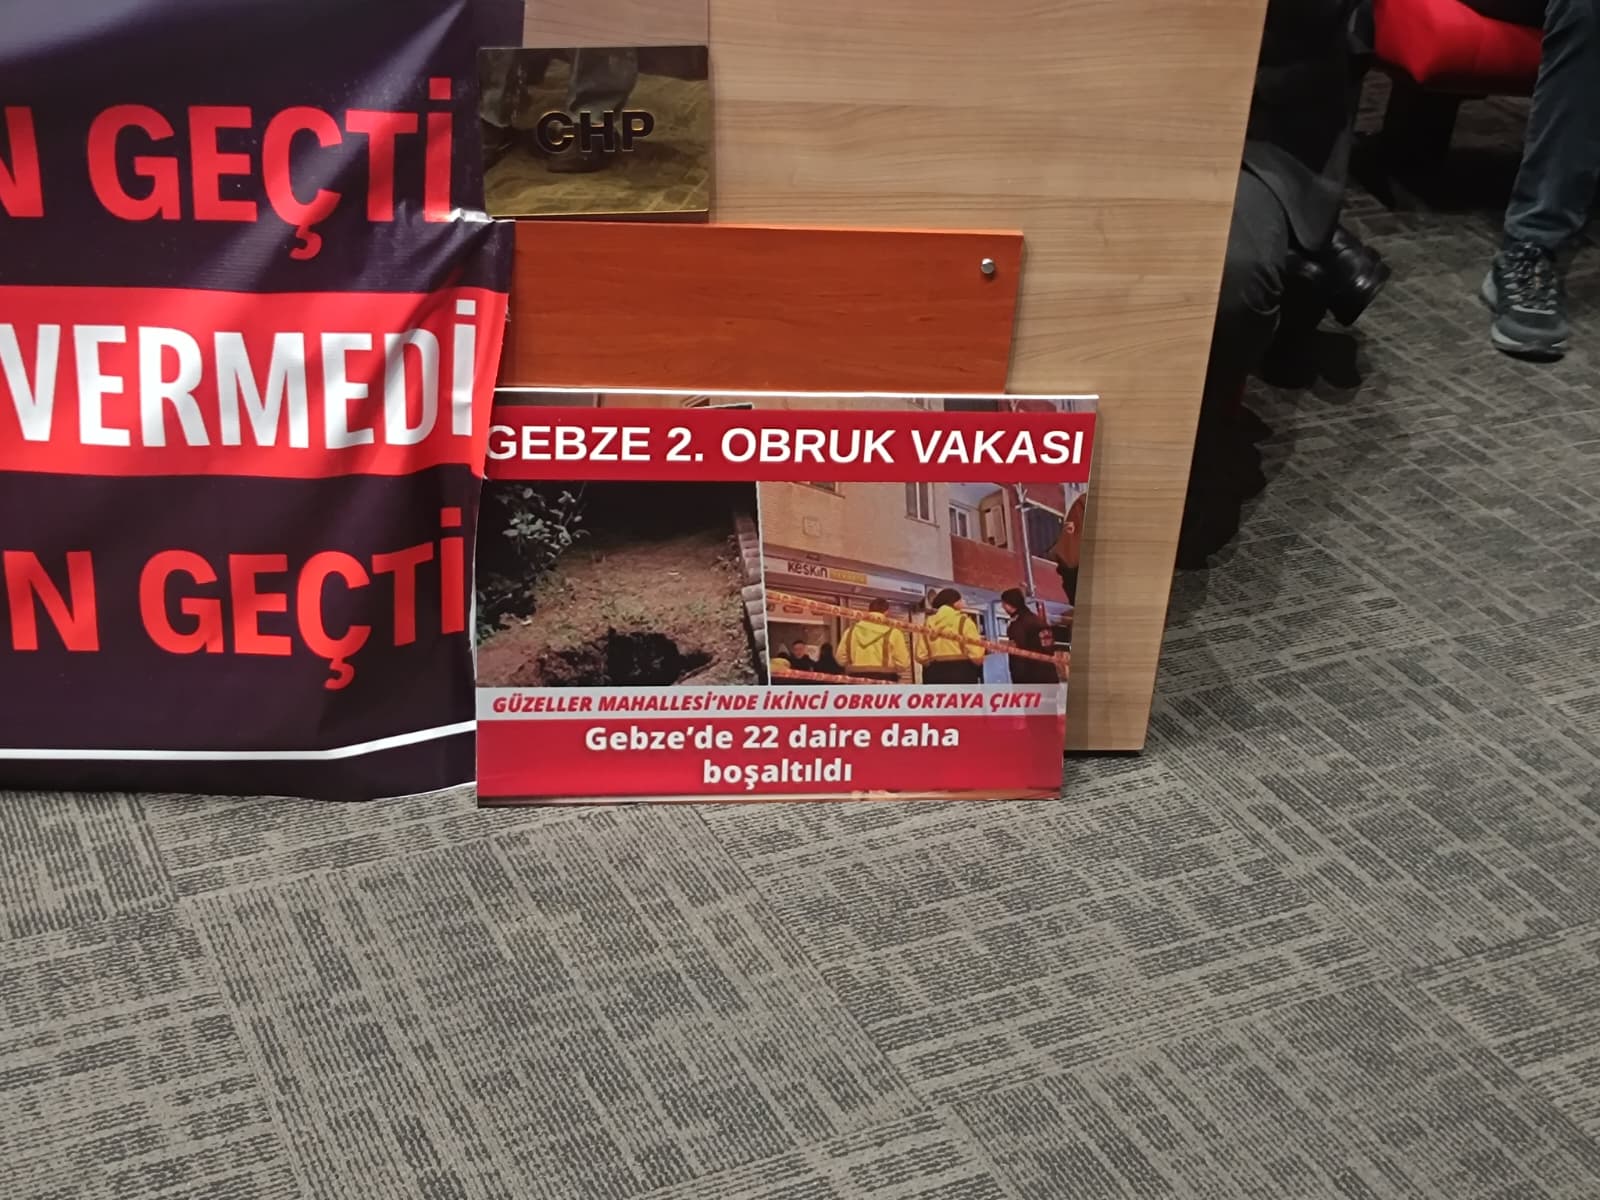 N GEÇTİ
VERMEDİ
N GEÇTİ
CHP
GEBZE 2. OBRUK VAKASI
KESKİN
GÜZELLER MAHALLESİ'NDE İKİNCİ OBRUK ORTAYA ÇIKTI
Gebze'de 22 daire daha
boşaltıldı